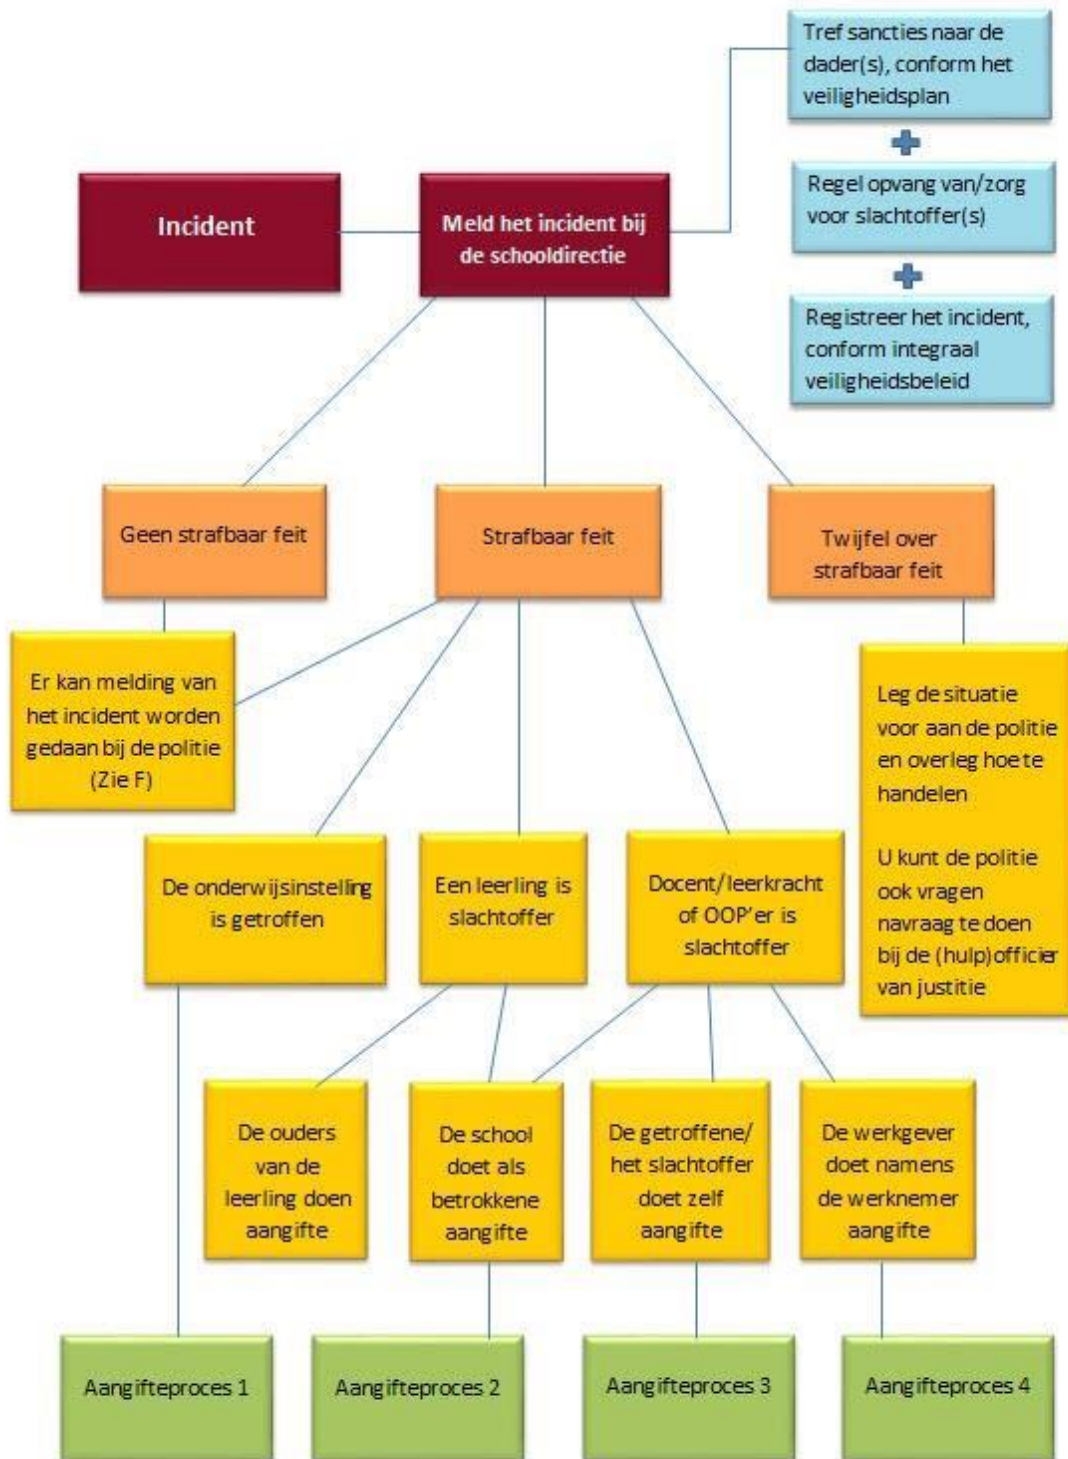 Tref sancties naar de
dader(s), conform het
veiligheidsplan
Regel opvang van/zorg
voor slachtoffer(s)
Registreer het incident,
conform integraal
veiligheidsbeleid
Incident
Meld het incident bij
de schooldirectie
Geen strafbaar feit
Strafbaar feit
Twijfel over
strafbaar feit
Er kan melding van
het incident worden
gedaan bij de politie
(Zie F)
Leg de situatie
voor aan de politie
en overleg hoe te
handelen
U kunt de politie
ook vragen
navraag te doen
bij de (hulp)officier
van justitie
De onderwijsinstelling
is getroffen
Een leerling is
slachtoffer
Docent/leerkracht
of OOP'er is
slachtoffer
De ouders
van de
leerling doen
aangifte
De school
doet als
betrokkene
aangifte
De getroffene/
het slachtoffer
doet zelf
aangifte
De werkgever
doet namens
de werknemer
aangifte
Aangifteproces 1
Aangifteproces 2
Aangifteproces 3
Aangifteproces 4